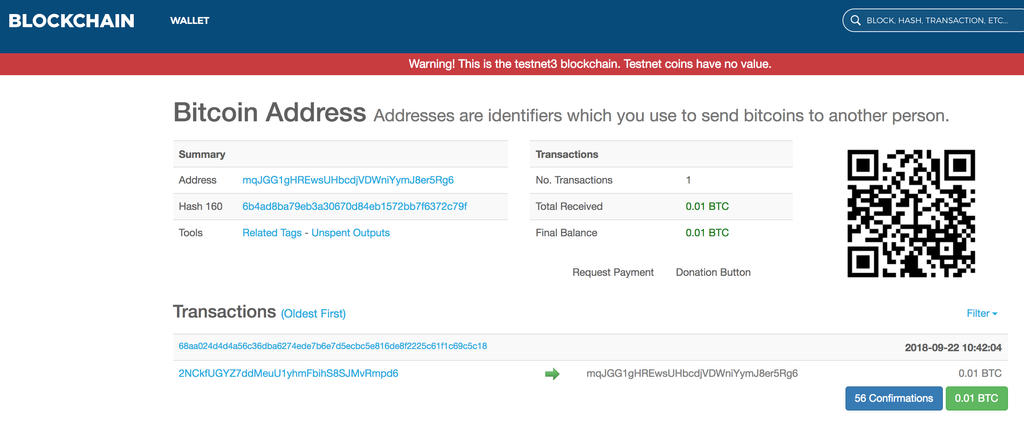 BLOCKCHAIN WALLET BLOCK, HASH, TRANSACTION, ETC...
Warning! This is the testnet3 blockchain. Testnet coins have no value.
Bitcoin Address Addresses are identifiers which you use to send bitcoins to another person.
Summary
Address mqJGG1gHREwsUHbcdjVDWniYymJ8er5Rg6
Hash 160 6b4ad8ba79eb3a30670d84eb1572bb7f6372c79f
Tools Related Tags - Unspent Outputs
Transactions
No. Transactions 1
Total Received 0.01 BTC
Final Balance 0.01 BTC
Request Payment Donation Button
Transactions (Oldest First) Filter
68aa024d4d4a56c36dba6274ede7b6e7d5ecbc5e816de8f2225c61f1c69c5c18 2018-09-22 10:42:04
2NCkfUGYZ7ddMeuU1yhmFbihS8SJMvRmpd6 mqJGG1gHREwsUHbcdjVDWniYymJ8er5Rg6 0.01 BTC
56 Confirmations 0.01 BTC